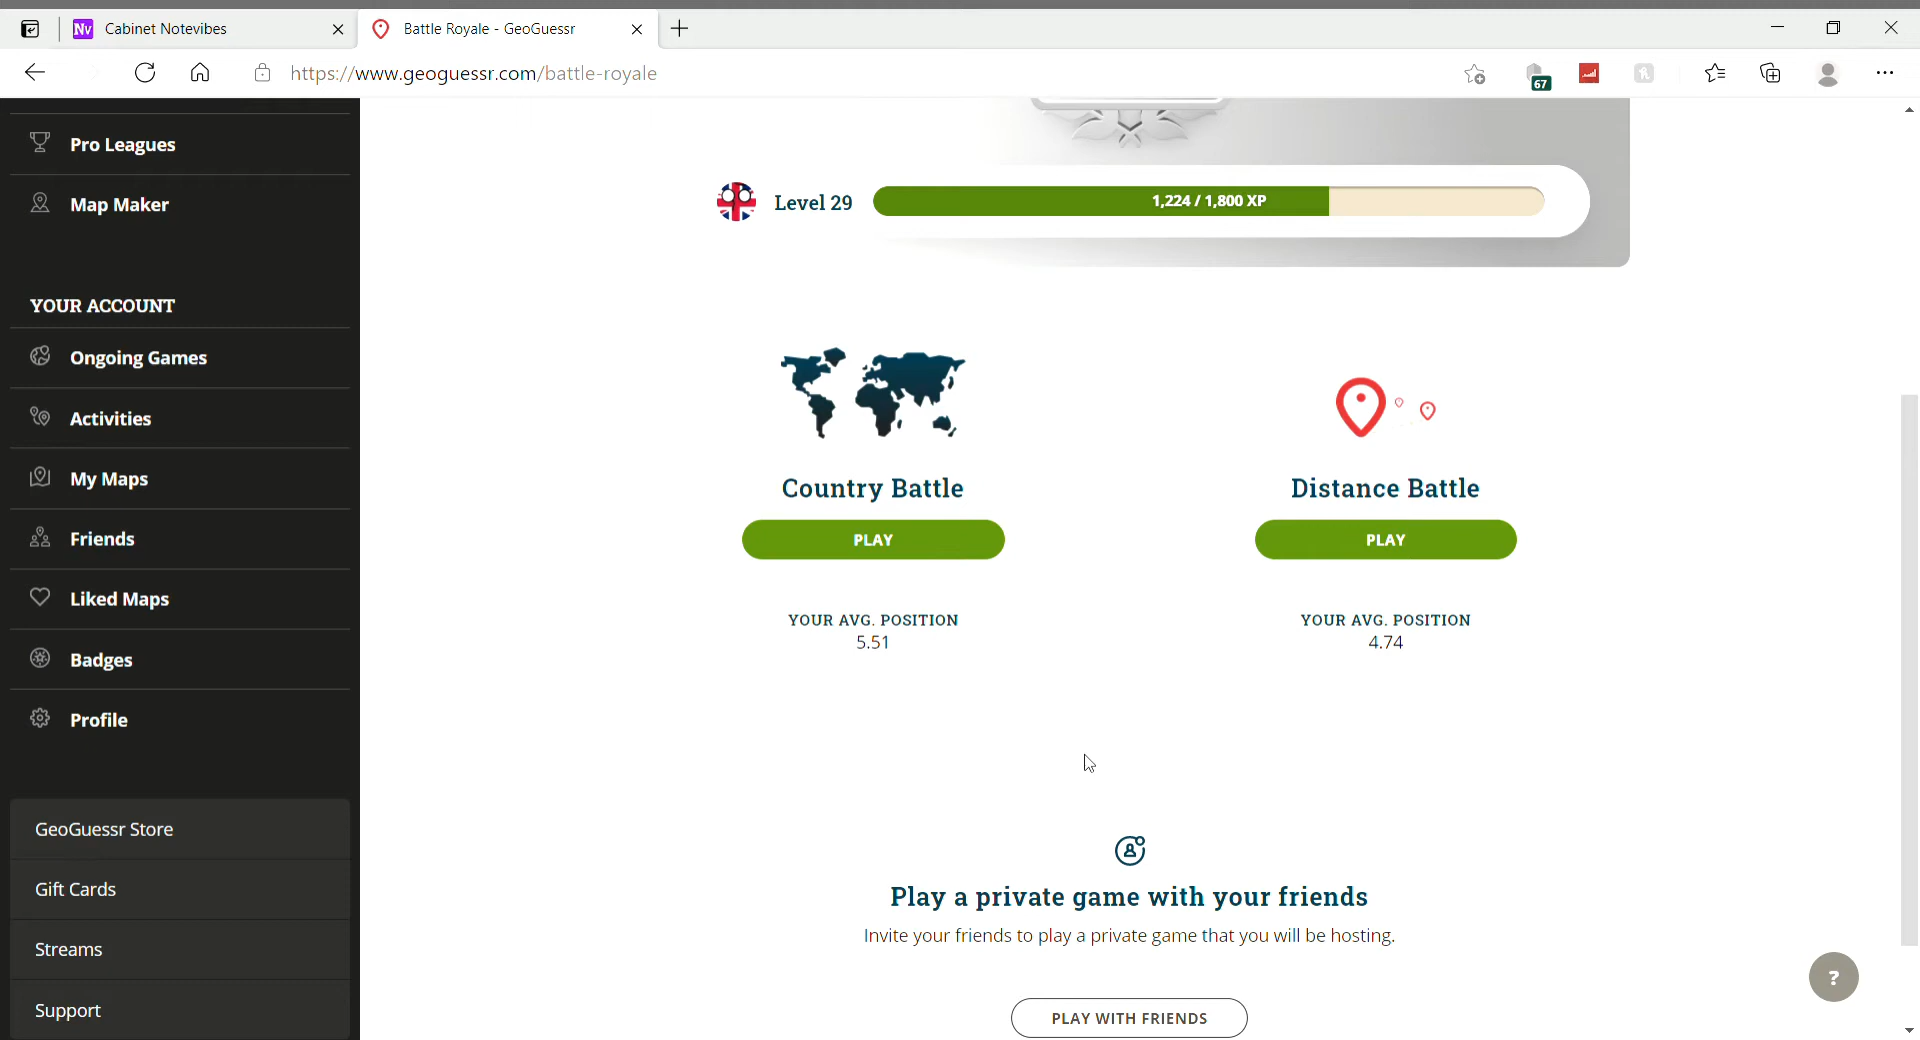 Cabinet Notevibes
Battle Royale - GeoGuessr
https://www.geoguessr.com/battle-royale
67
Pro Leagues
Map Maker
YOUR ACCOUNT
Ongoing Games
Activities
My Maps
Friends
Liked Maps
Badges
Profile
GeoGuessr Store
Gift Cards
Streams
Support
Level 29
1,224 / 1,800 XP
Country Battle
PLAY
YOUR AVG. POSITION
5.51
Distance Battle
PLAY
YOUR AVG. POSITION
4.74
Play a private game with your friends
Invite your friends to play a private game that you will be hosting.
PLAY WITH FRIENDS
?